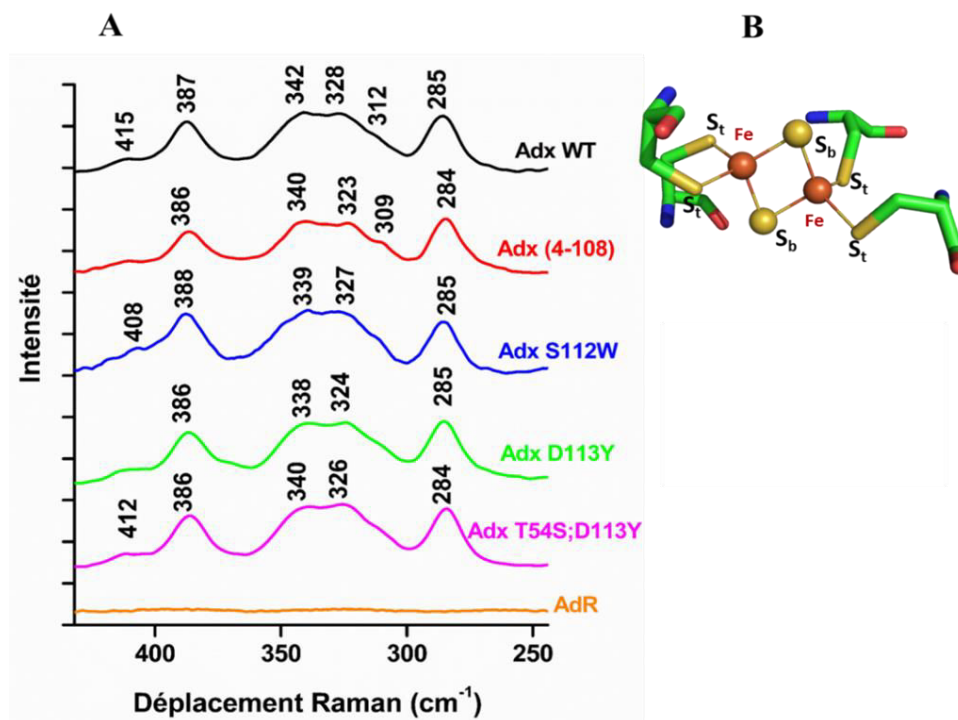 A
B
415
387
342
328
312
285
Adx WT
386
340
323
309
284
Adx (4-108)
408
388
339
327
285
Adx S112W
386
338
324
285
Adx D113Y
412
386
340
326
284
Adx T54S;D113Y
AdR
Intensité
400
350
300
250
Déplacement Raman (cm⁻¹)
St
Fe
Sb
St
St
Sb
Fe
St